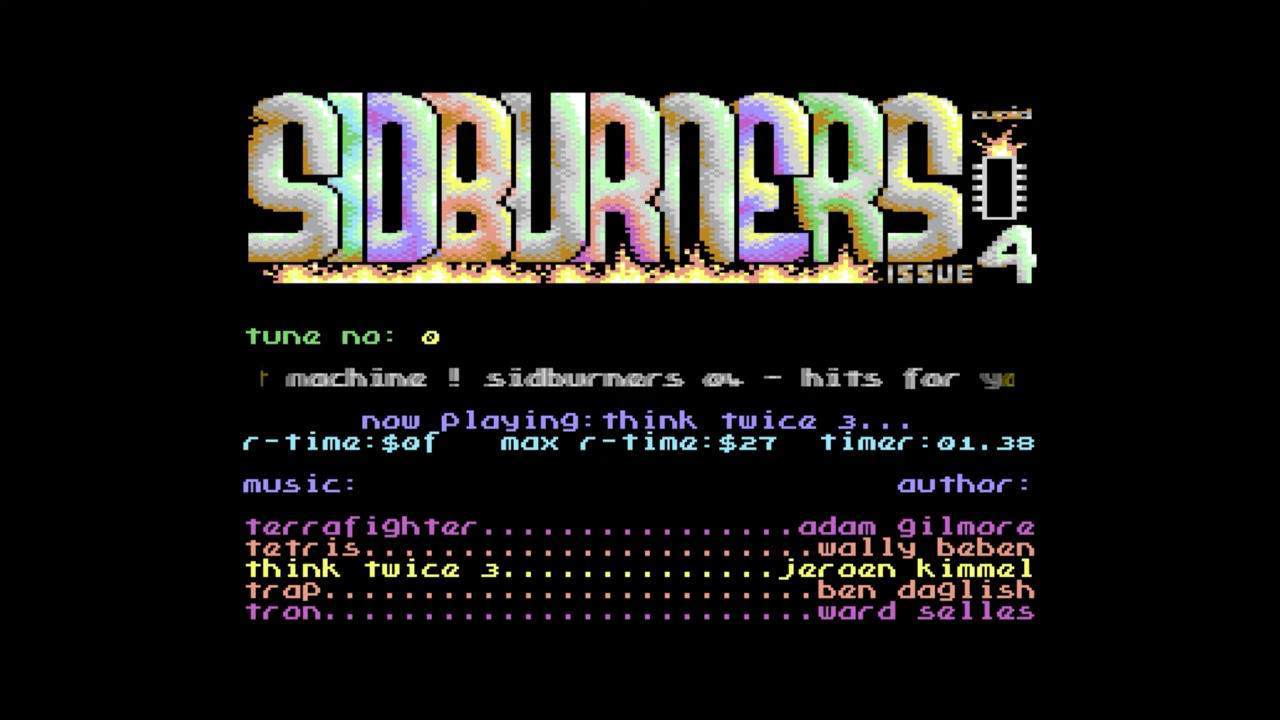 SIDBURNERS
cupid
ISSUE 4
tune no: 0
machine ! sidburners 04 - hits for
now playing:think twice 3...
r-time:$0f max r-time:$27 timer:01.38
music: author:
terrafighter................adam gilmore
tetris.......................wally beben
think twice 3..............jeroen kimmel
trap.........................ben daglish
tron.........................ward selles